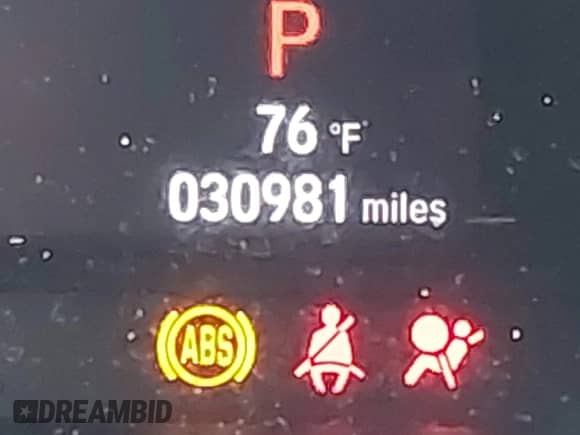 P
76 °F
030981 miles
ABS
DREAMBID